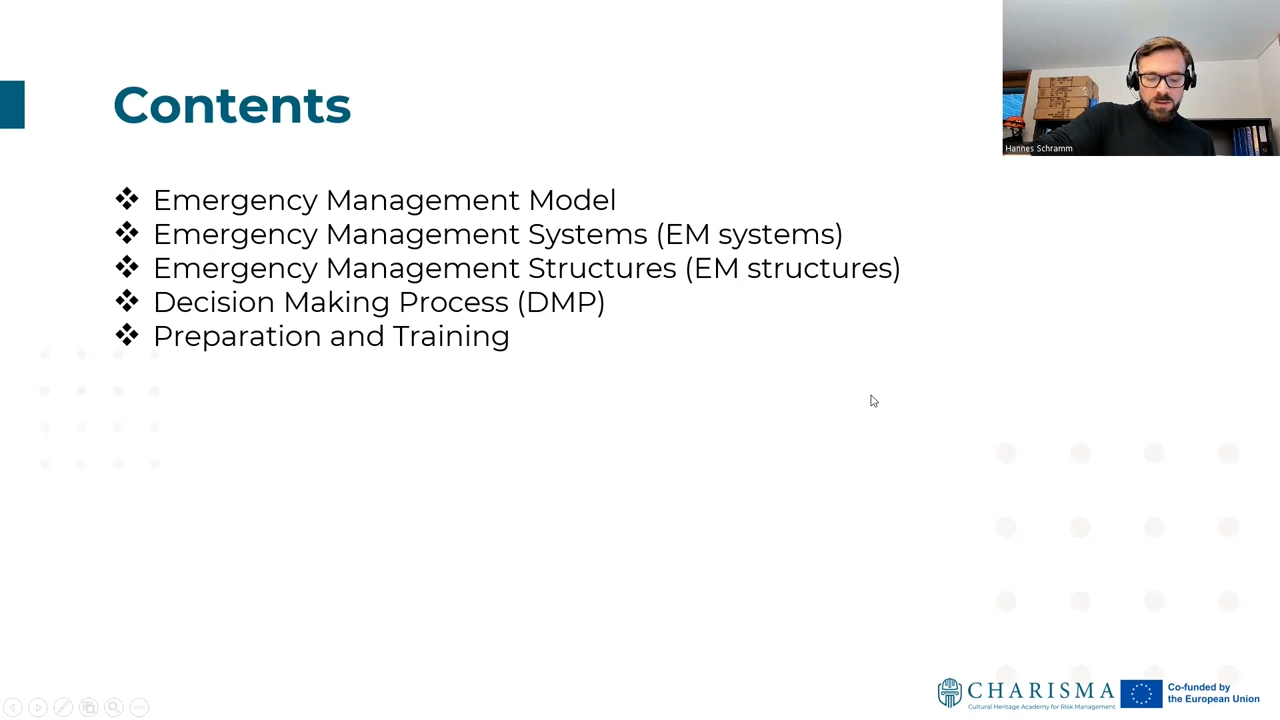 Contents
Hannes Schramm
❖ Emergency Management Model
❖ Emergency Management Systems (EM systems)
❖ Emergency Management Structures (EM structures)
❖ Decision Making Process (DMP)
❖ Preparation and Training
CHARISMA
Cultural Heritage Academy for Risk Management
Co-funded by
the European Union